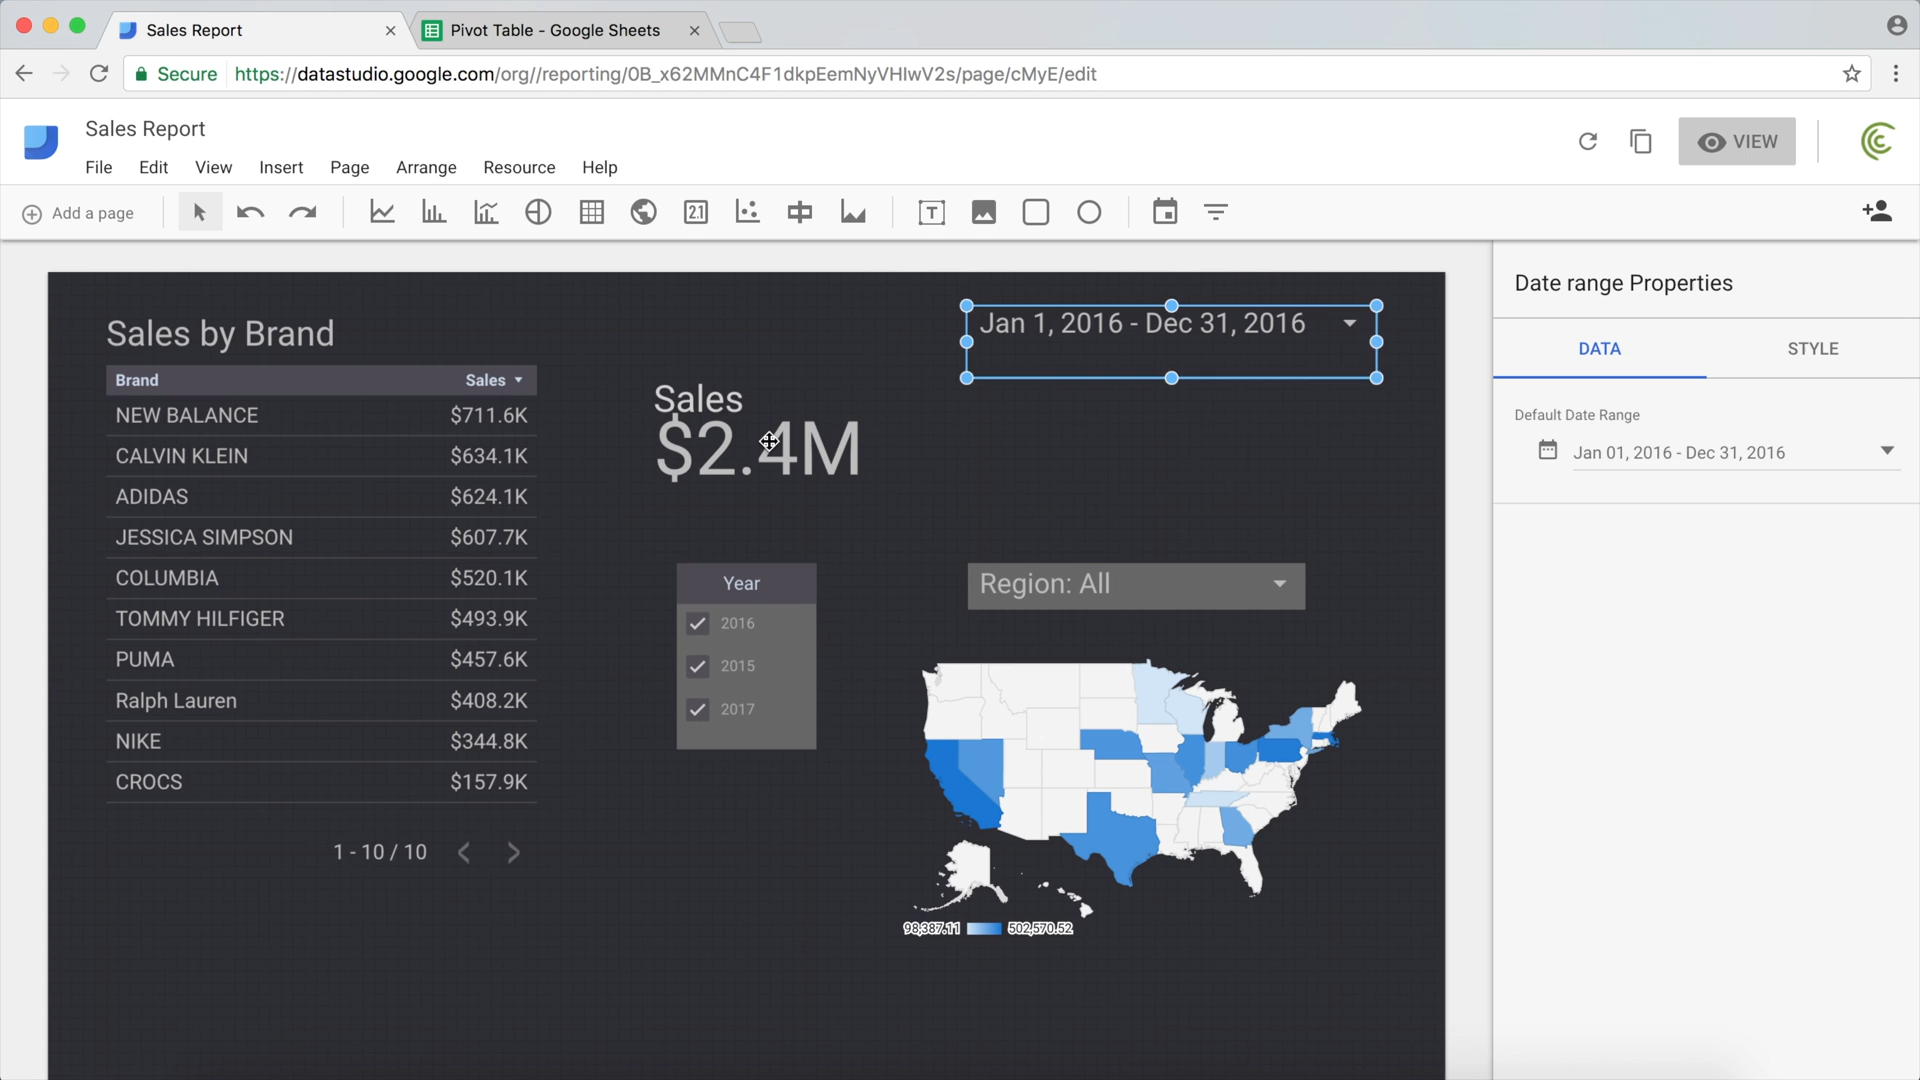 Sales Report
Pivot Table - Google Sheets
Secure https://datastudio.google.com/org//reporting/0B_x62MMnC4F1dkpEemNyVHIwV2s/page/cMyE/edit
Sales Report
VIEW
File Edit View Insert Page Arrange Resource Help
Add a page
2.1
T
Date range Properties
DATA STYLE
Default Date Range
Jan 01, 2016 - Dec 31, 2016
Jan 1, 2016 - Dec 31, 2016
Sales by Brand
Brand Sales
NEW BALANCE $711.6K
CALVIN KLEIN $634.1K
ADIDAS $624.1K
JESSICA SIMPSON $607.7K
COLUMBIA $520.1K
TOMMY HILFIGER $493.9K
PUMA $457.6K
Ralph Lauren $408.2K
NIKE $344.8K
CROCS $157.9K
1 - 10 / 10
Sales
$2.4M
Year
2016
2015
2017
Region: All
98,387.11 502,570.52